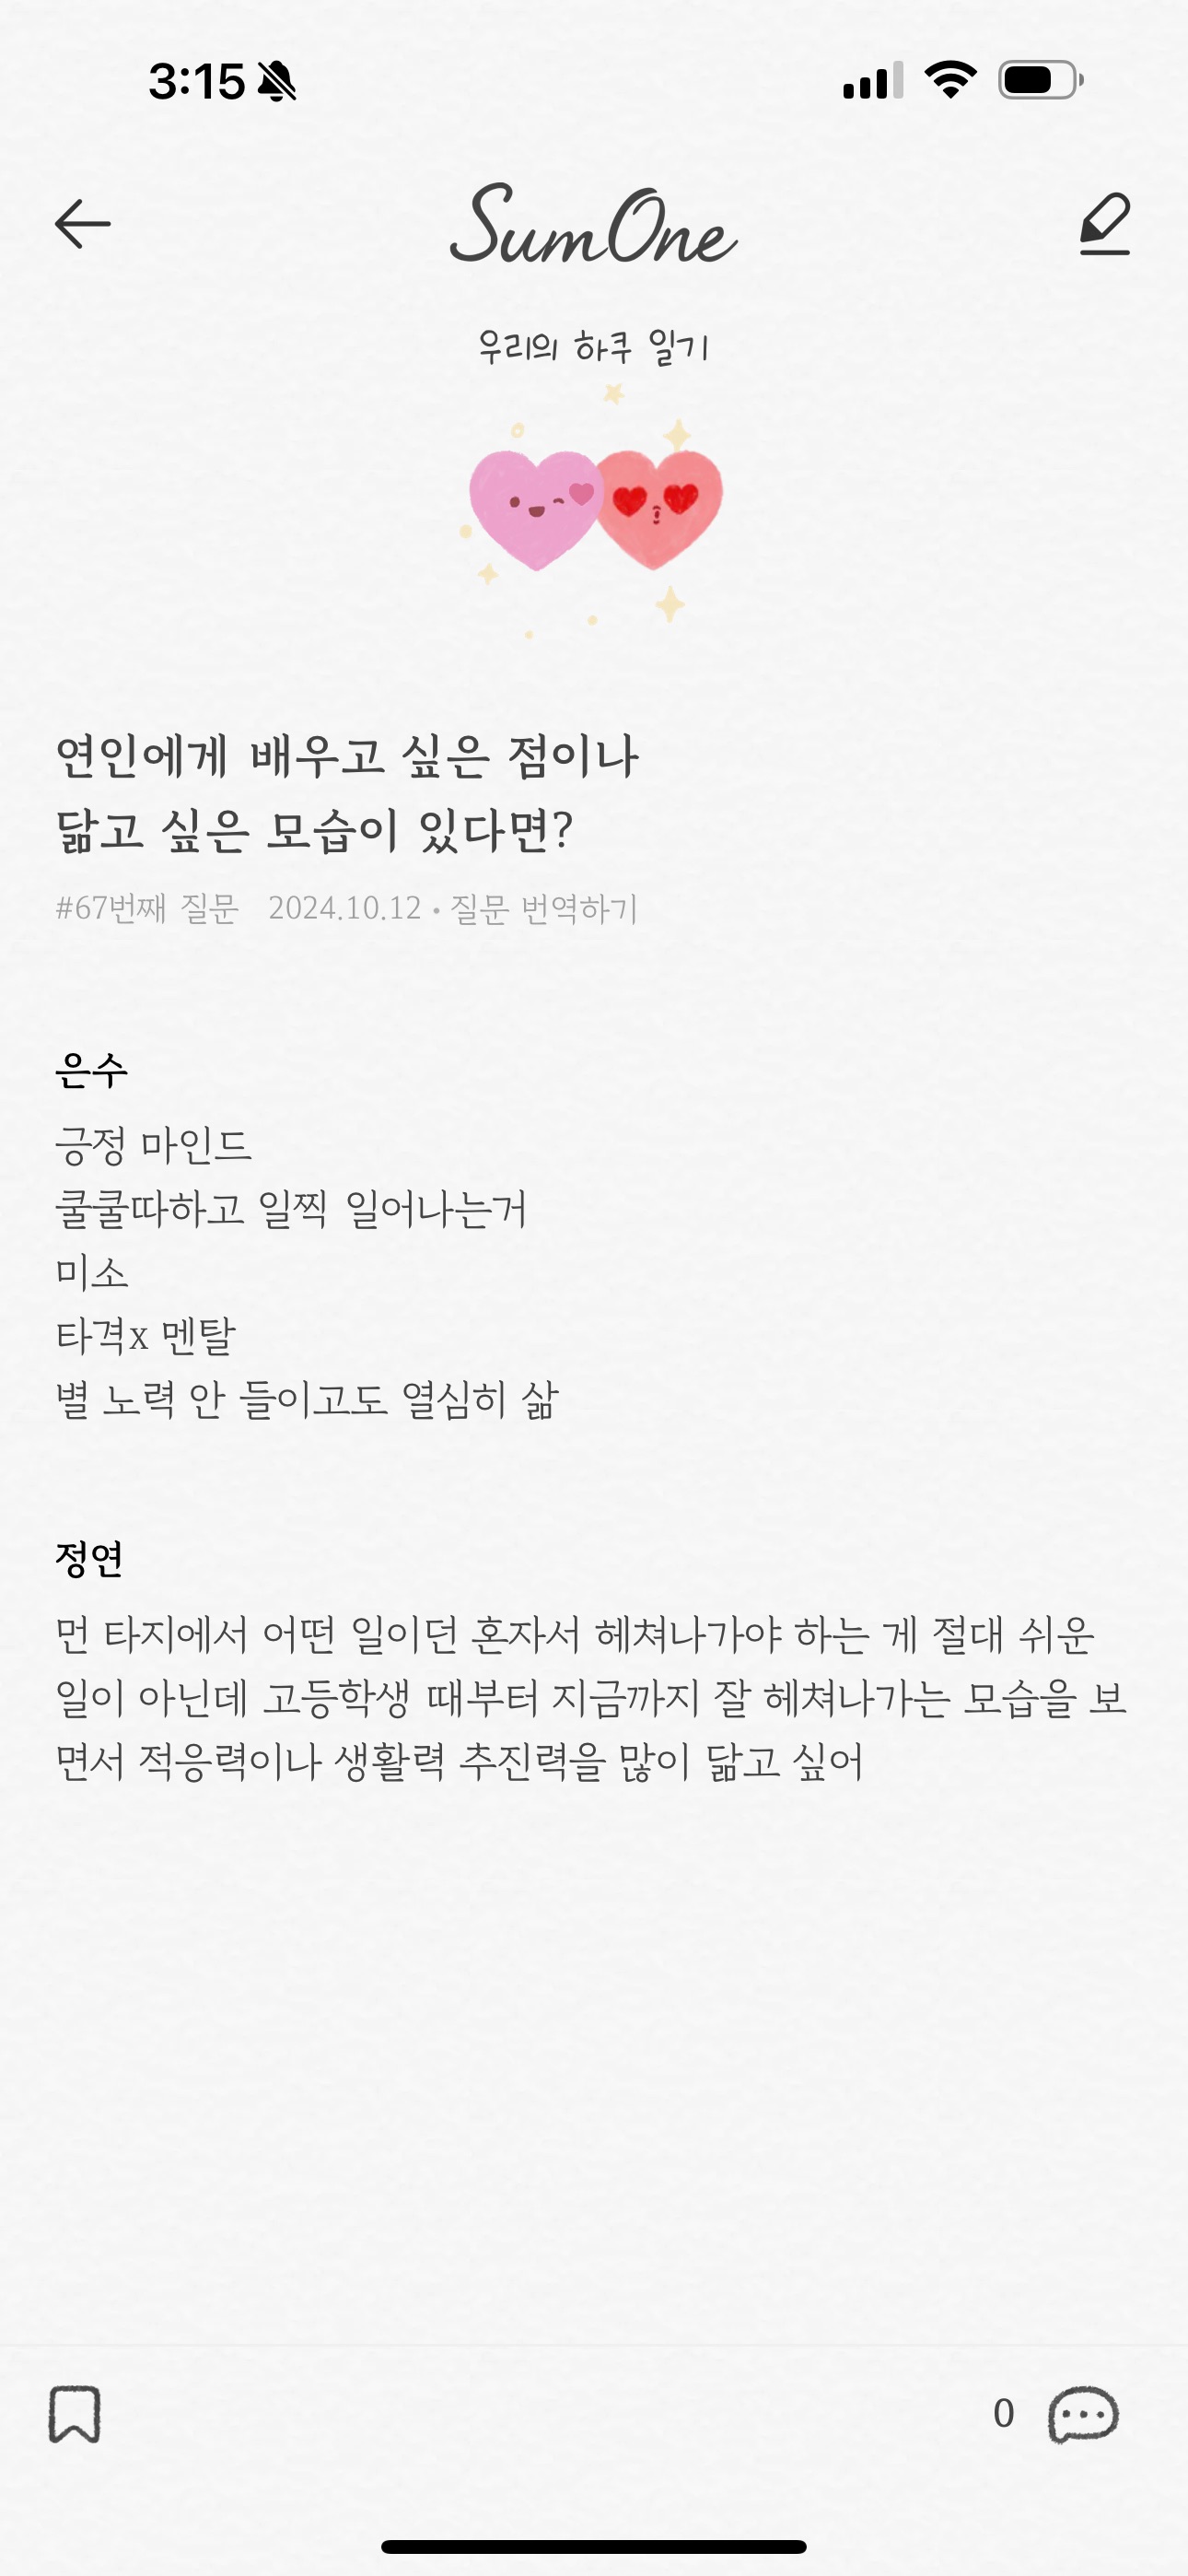 3:15
SumOne
우리의 하쿠 일기
연인에게 배우고 싶은 점이나
닮고 싶은 모습이 있다면?
#67번째 질문 2024.10.12 • 질문 번역하기
은수
긍정 마인드
쿨쿨따하고 일찍 일어나는거
미소
타격x 멘탈
별 노력 안 들이고도 열심히 삶
정연
먼 타지에서 어떤 일이던 혼자서 헤쳐나가야 하는 게 절대 쉬운
일이 아닌데 고등학생 때부터 지금까지 잘 헤쳐나가는 모습을 보
면서 적응력이나 생활력 추진력을 많이 닮고 싶어
0